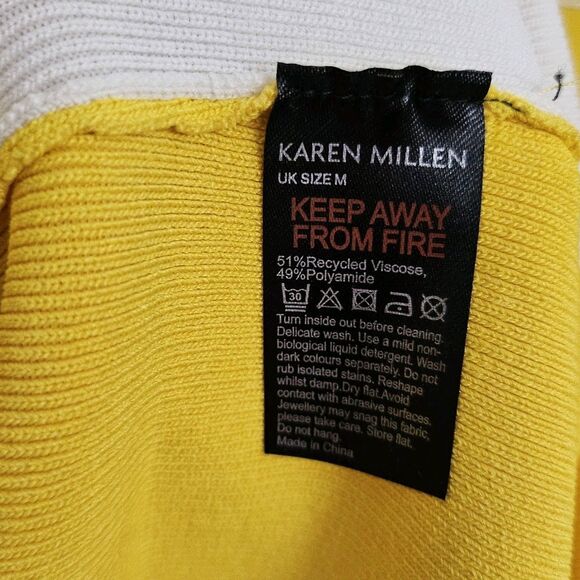 KAREN MILLEN
UK SIZE M
KEEP AWAY
FROM FIRE
51%Recycled Viscose,
49%Polyamide
30
Turn inside out before cleaning.
Delicate wash. Use a mild non-
biological liquid detergent. Wash
dark colours separately. Do not
rub isolated stains. Reshape
whilst damp.Dry flat.Avoid
contact with abrasive surfaces.
Jewellery may snag this fabric,
please take care. Store flat.
Do not hang.
Made in China